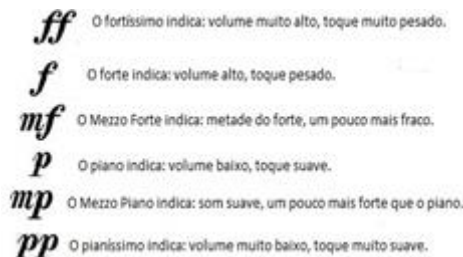 ff O fortíssimo indica: volume muito alto, toque muito pesado.
f O forte indica: volume alto, toque pesado.
mf O Mezzo Forte indica: metade do forte, um pouco mais fraco.
p O piano indica: volume baixo, toque suave.
mp O Mezzo Piano indica: som suave, um pouco mais forte que o piano.
pp O pianíssimo indica: volume muito baixo, toque muito suave.